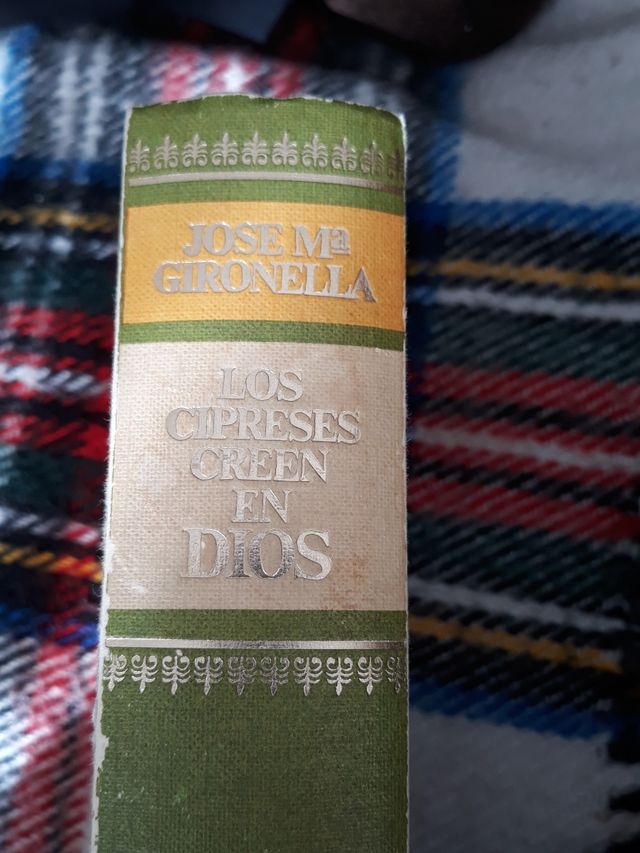 JOSE Mª
GIRONELLA
LOS
CIPRESES
CREEN
EN
DIOS